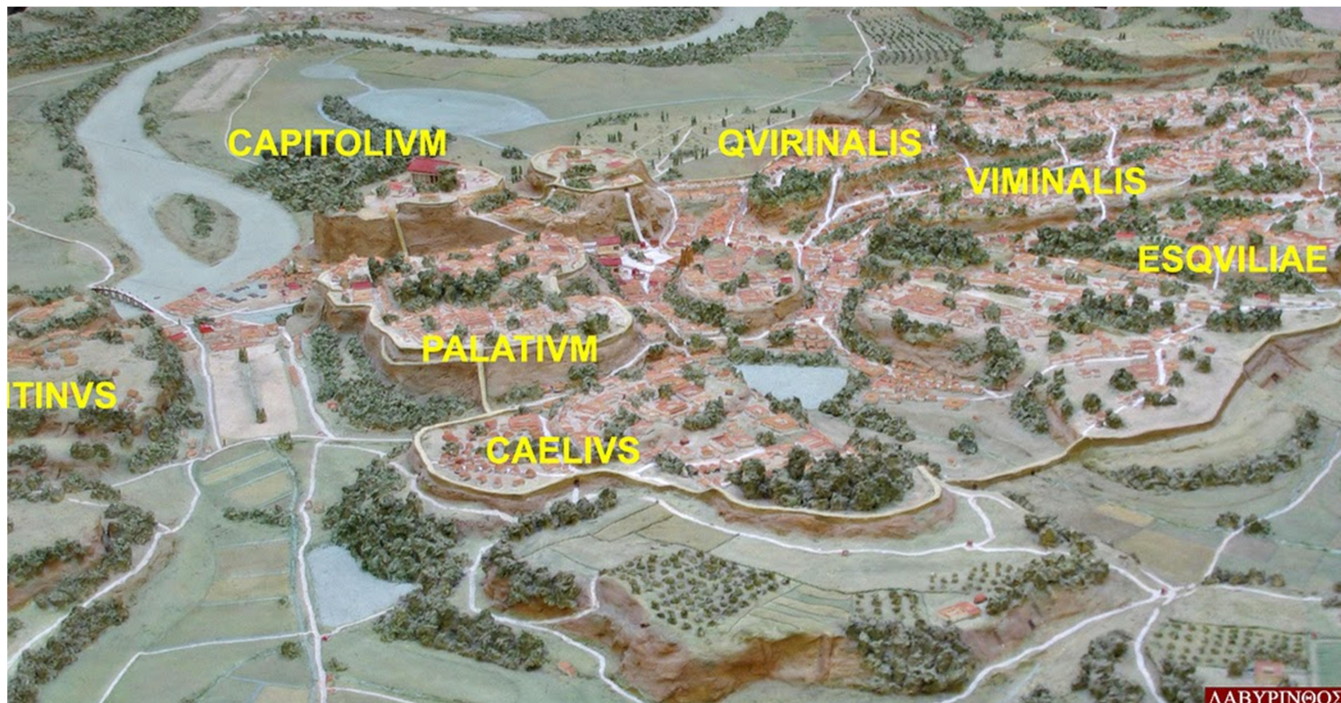 CAPITOLIVM
QVIRINALIS
VIMINALIS
ESQVILIAE
PALATIVM
ITINVS
CAELIVS
ΛΑΒΥΡΙΝΘΟΣ